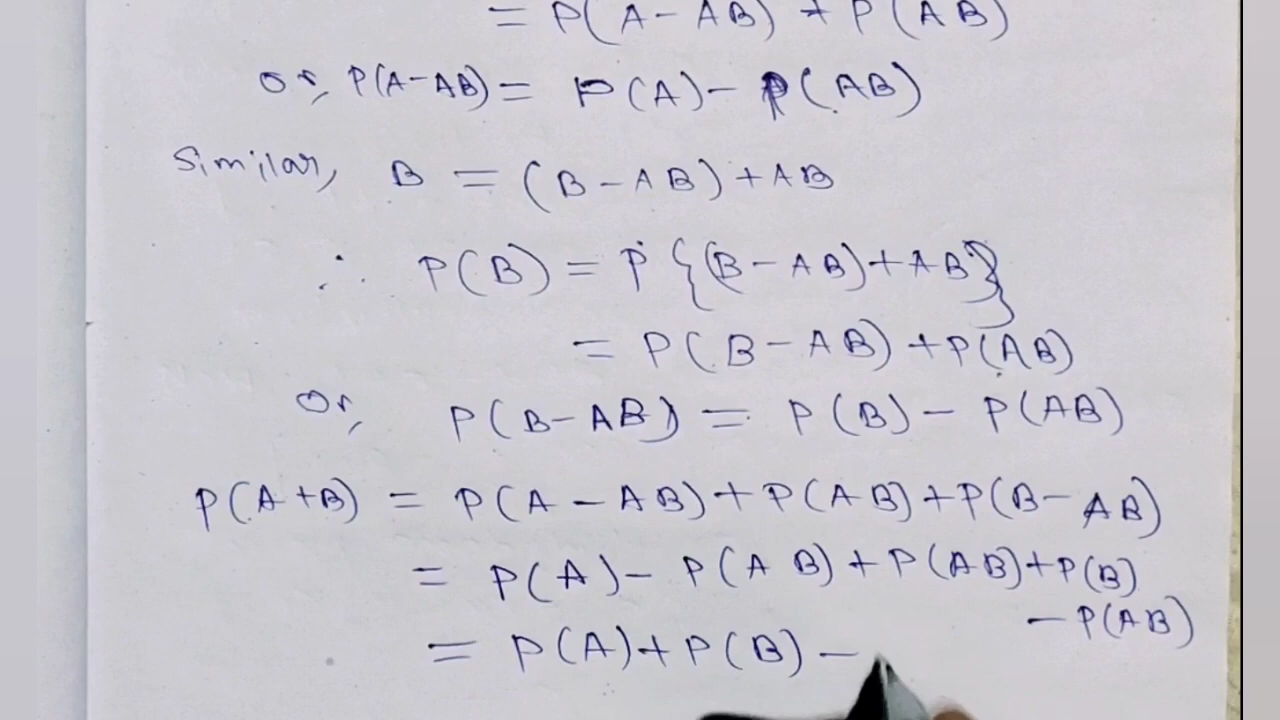 = P(A-AB) + P(AB)
Or, P(A-AB) = P(A) - P(AB)
Similar, B = (B-AB) + AB
∴ P(B) = P{(B-AB)+AB}
= P(B-AB) + P(AB)
Or, P(B-AB) = P(B) - P(AB)
P(A+B) = P(A-AB) + P(AB) + P(B-AB)
= P(A) - P(AB) + P(AB) + P(B)
- P(AB)
= P(A) + P(B) -